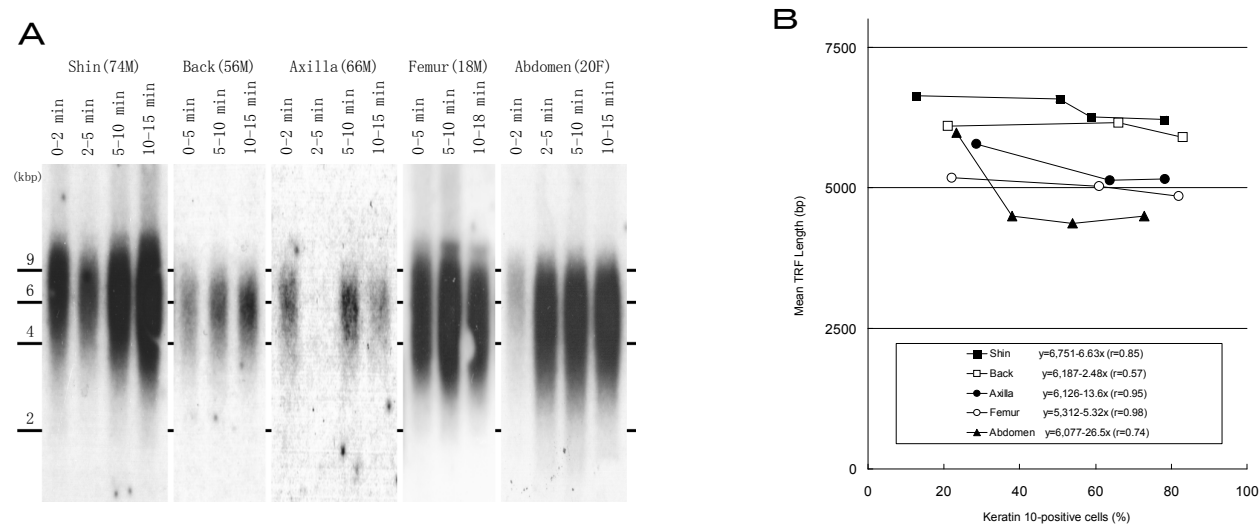 A
Shin(74M) Back(56M) Axilla(66M) Femur(18M) Abdomen(20F)
0-2 min 2-5 min 5-10 min 10-15 min 0-5 min 5-10 min 10-15 min 0-2 min 2-5 min 5-10 min 10-15 min 0-5 min 5-10 min 10-18 min 0-2 min 2-5 min 5-10 min 10-15 min
(kbp)
9
6
4
2
B
Mean TRF Length (bp)
7500
5000
2500
0
Shin y=6,751-6.63x (r=0.85)
Back y=6,187-2.48x (r=0.57)
Axilla y=6,126-13.6x (r=0.95)
Femur y=5,312-5.32x (r=0.98)
Abdomen y=6,077-26.5x (r=0.74)
0 20 40 60 80 100
Keratin 10-positive cells (%)